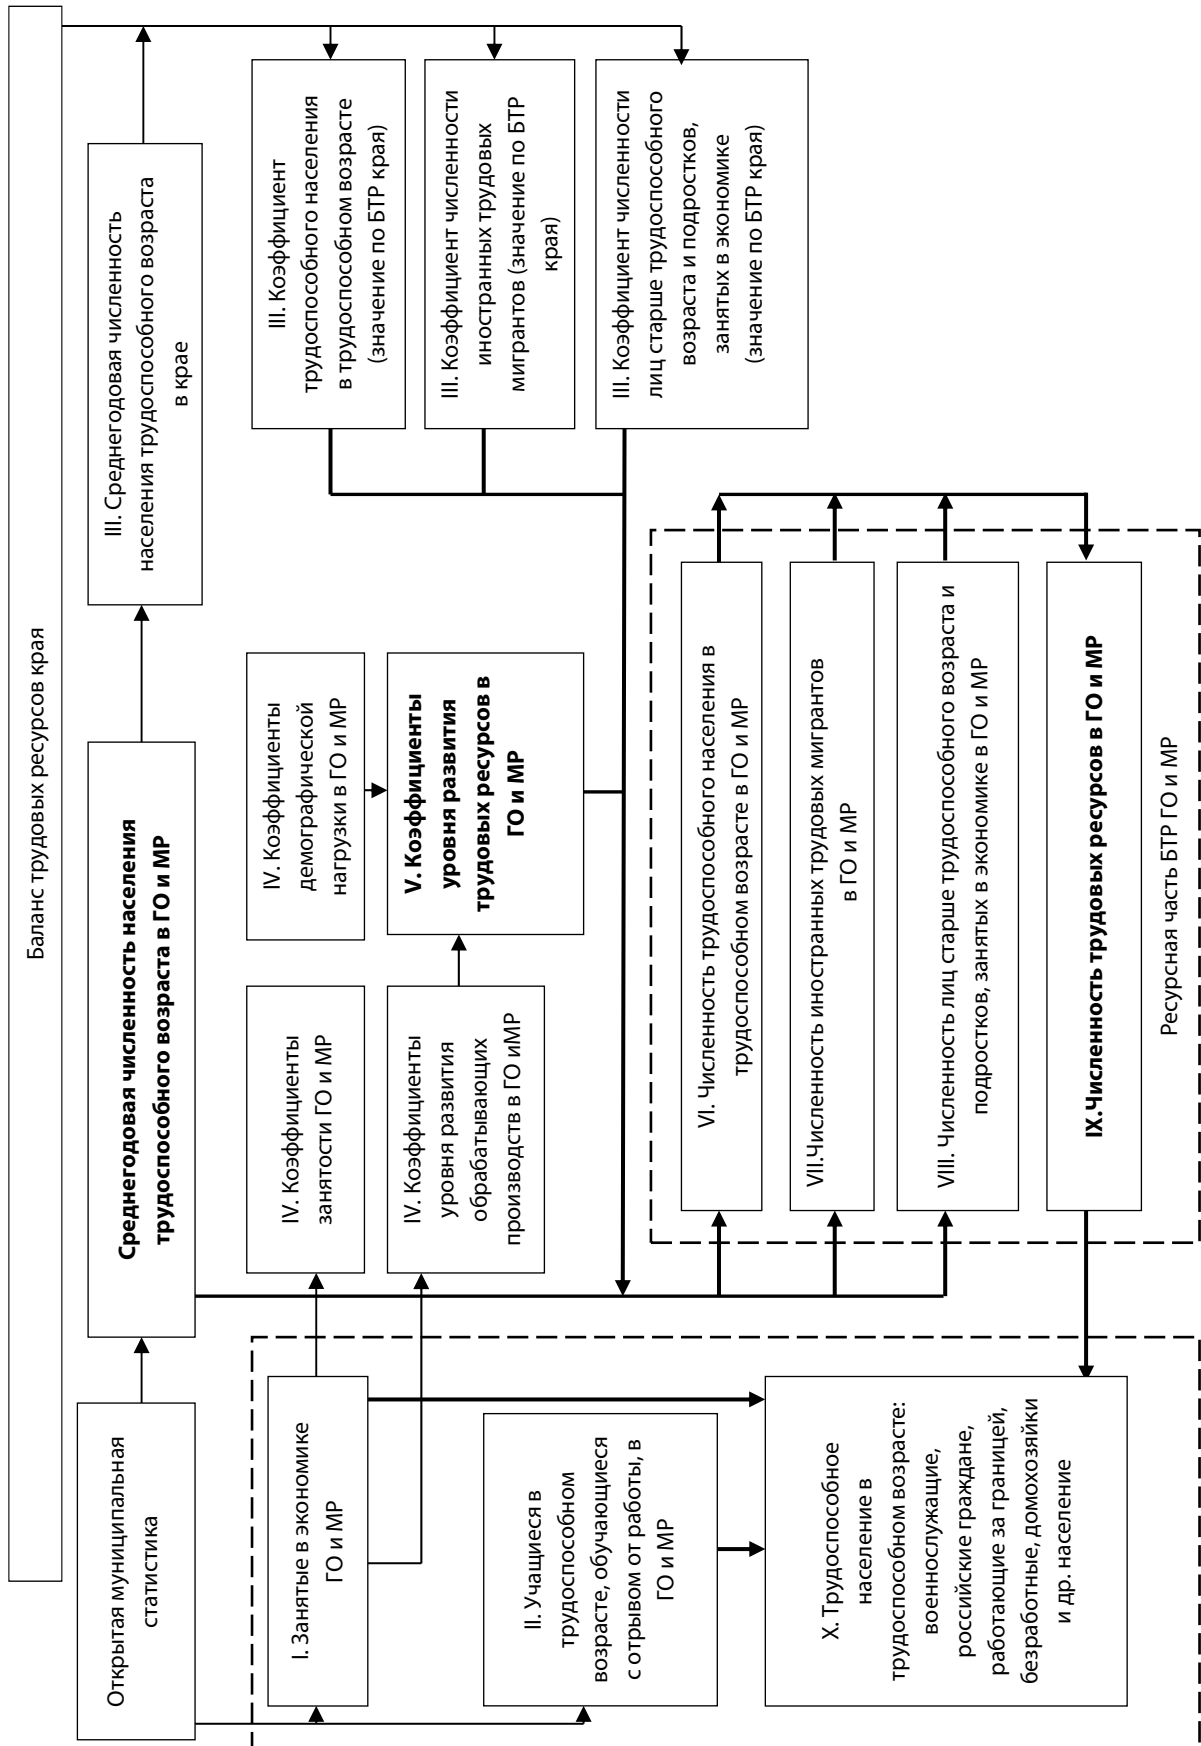 Баланс трудовых ресурсов края
Открытая муниципальная
статистика
Среднегодовая численность населения
трудоспособного возраста в ГО и МР
III. Среднегодовая численность
населения трудоспособного возраста
в крае
I. Занятые в экономике
ГО и МР
IV. Коэффициенты
занятости ГО и МР
IV. Коэффициенты
демографической
нагрузки в ГО и МР
III. Коэффициент
трудоспособного населения
в трудоспособном возрасте
(значение по БТР края)
IV. Коэффициенты
уровня развития
обрабатывающих
производств в ГО иМР
V. Коэффициенты
уровня развития
трудовых ресурсов в
ГО и МР
III. Коэффициент численности
иностранных трудовых
мигрантов (значение по БТР
края)
II. Учащиеся в
трудоспособном
возрасте, обучающиеся
с отрывом от работы, в
ГО и МР
III. Коэффициент численности
лиц старше трудоспособного
возраста и подростков,
занятых в экономике
(значение по БТР края)
VI. Численность трудоспособного населения в
трудоспособном возрасте в ГО и МР
VII.Численность иностранных трудовых мигрантов
в ГО и МР
VIII. Численность лиц старше трудоспособного возраста и
подростков, занятых в экономике в ГО и МР
IX.Численность трудовых ресурсов в ГО и МР
Ресурсная часть БТР ГО и МР
X. Трудоспособное
население в
трудоспособном возрасте:
военнослужащие,
российские граждане,
работающие за границей,
безработные, домохозяйки
и др. население